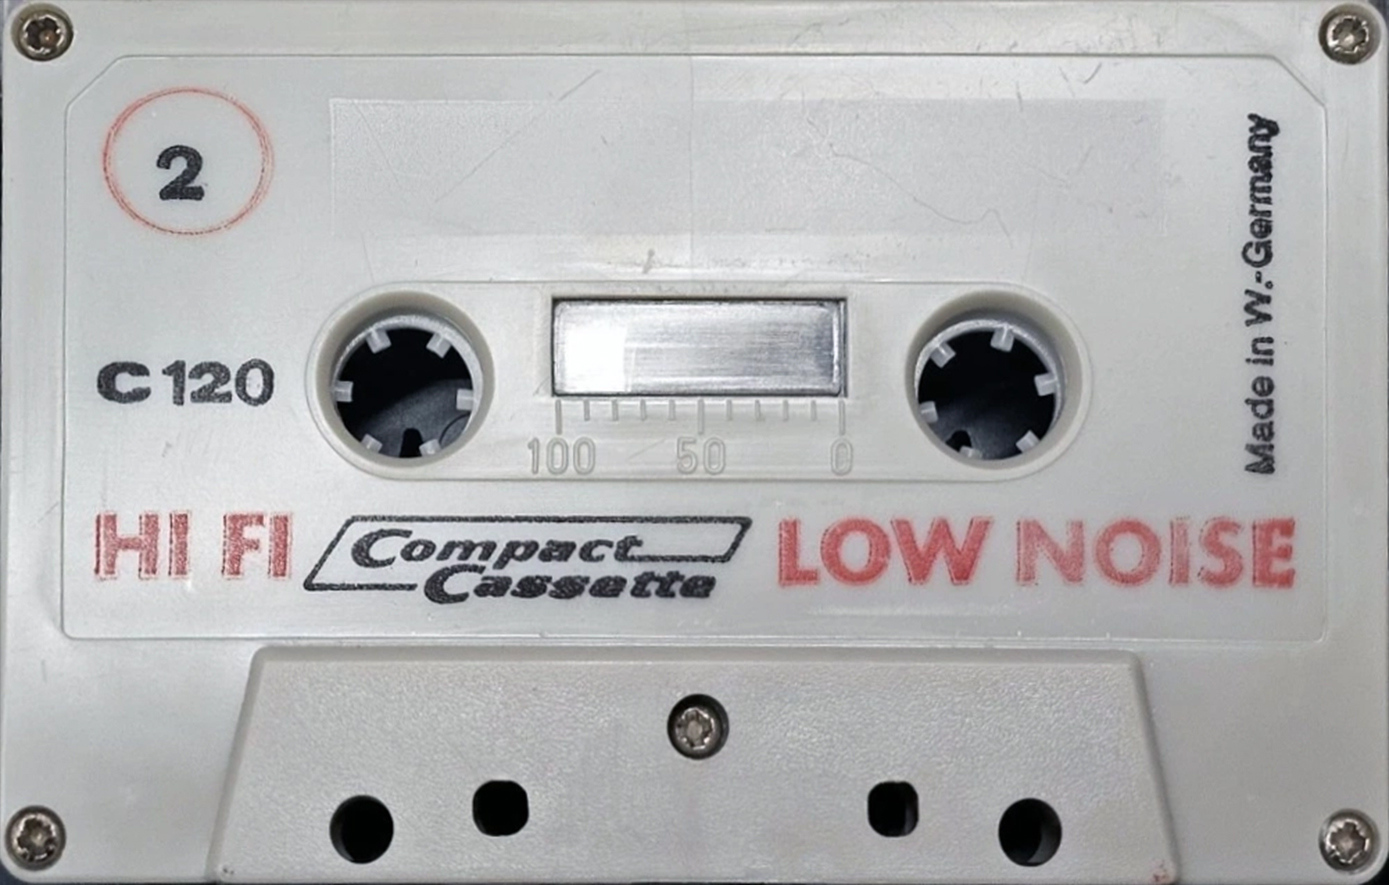 2
Made in W.-Germany
C 120
100 50 0
HI FI Compact Cassette LOW NOISE